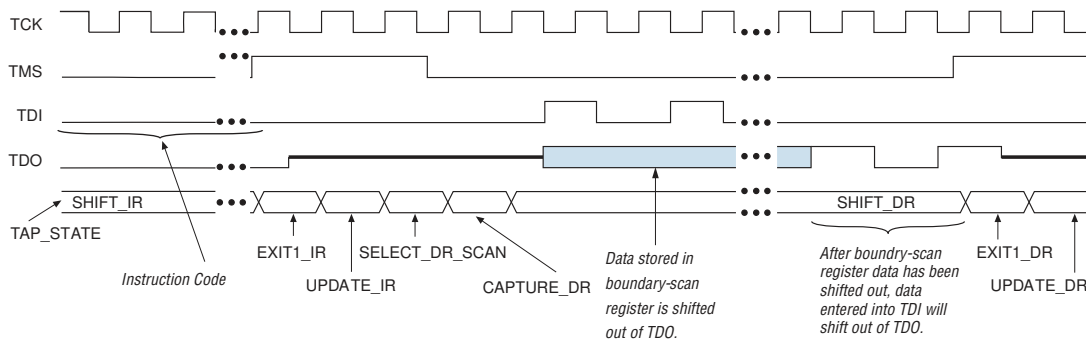 TCK
TMS
TDI
TDO
SHIFT_IR
SHIFT_DR
TAP_STATE
EXIT1_IR
SELECT_DR_SCAN
Instruction Code
UPDATE_IR
CAPTURE_DR
Data stored in
boundary-scan
register is shifted
out of TDO.
After boundry-scan
register data has been
shifted out, data
entered into TDI will
shift out of TDO.
EXIT1_DR
UPDATE_DR